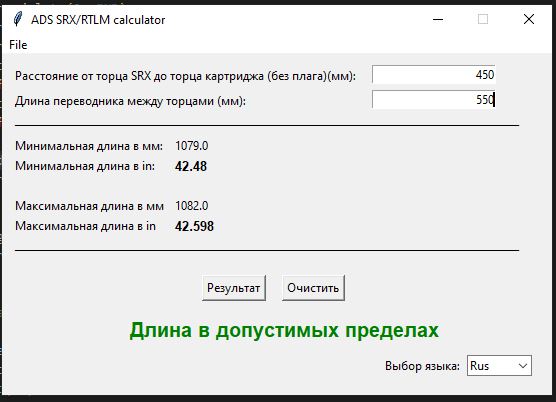 ADS SRX/RTLM calculator
File
Расстояние от торца SRX до торца картриджа (без плага)(мм): 450
Длина переводника между торцами (мм): 550
Минимальная длина в мм: 1079.0
Минимальная длина в in: 42.48
Максимальная длина в мм 1082.0
Максимальная длина в in 42.598
Результат Очистить
Длина в допустимых пределах
Выбор языка: Rus